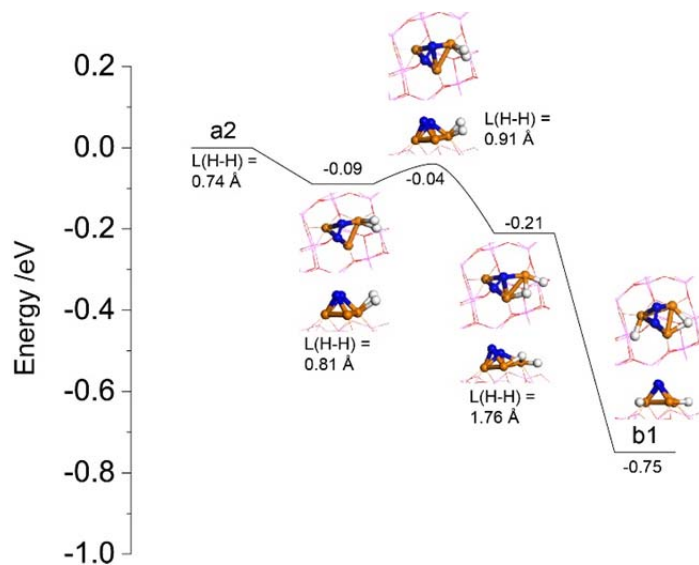 Energy /eV
0.2
0.0
-0.2
-0.4
-0.6
-0.8
-1.0
a2
L(H-H) =
0.74 Å
-0.09
L(H-H) =
0.81 Å
-0.04
L(H-H) =
0.91 Å
-0.21
L(H-H) =
1.76 Å
b1
-0.75